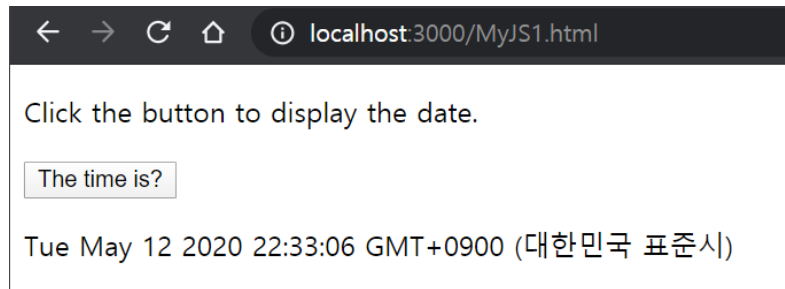 localhost:3000/MyJS1.html
Click the button to display the date.
The time is?
Tue May 12 2020 22:33:06 GMT+0900 (대한민국 표준시)